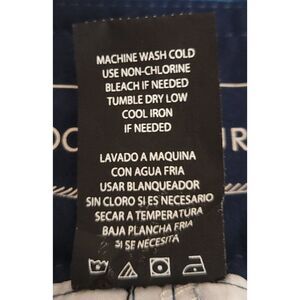 MACHINE WASH COLD
USE NON-CHLORINE
BLEACH IF NEEDED
TUMBLE DRY LOW
COOL IRON
IF NEEDED
LAVADO A MAQUINA
CON AGUA FRIA
USAR BLANQUEADOR
SIN CLORO SI ES NECESARIO
SECAR A TEMPERATURA
BAJA PLANCHA FRIA
SI SE NECESITA